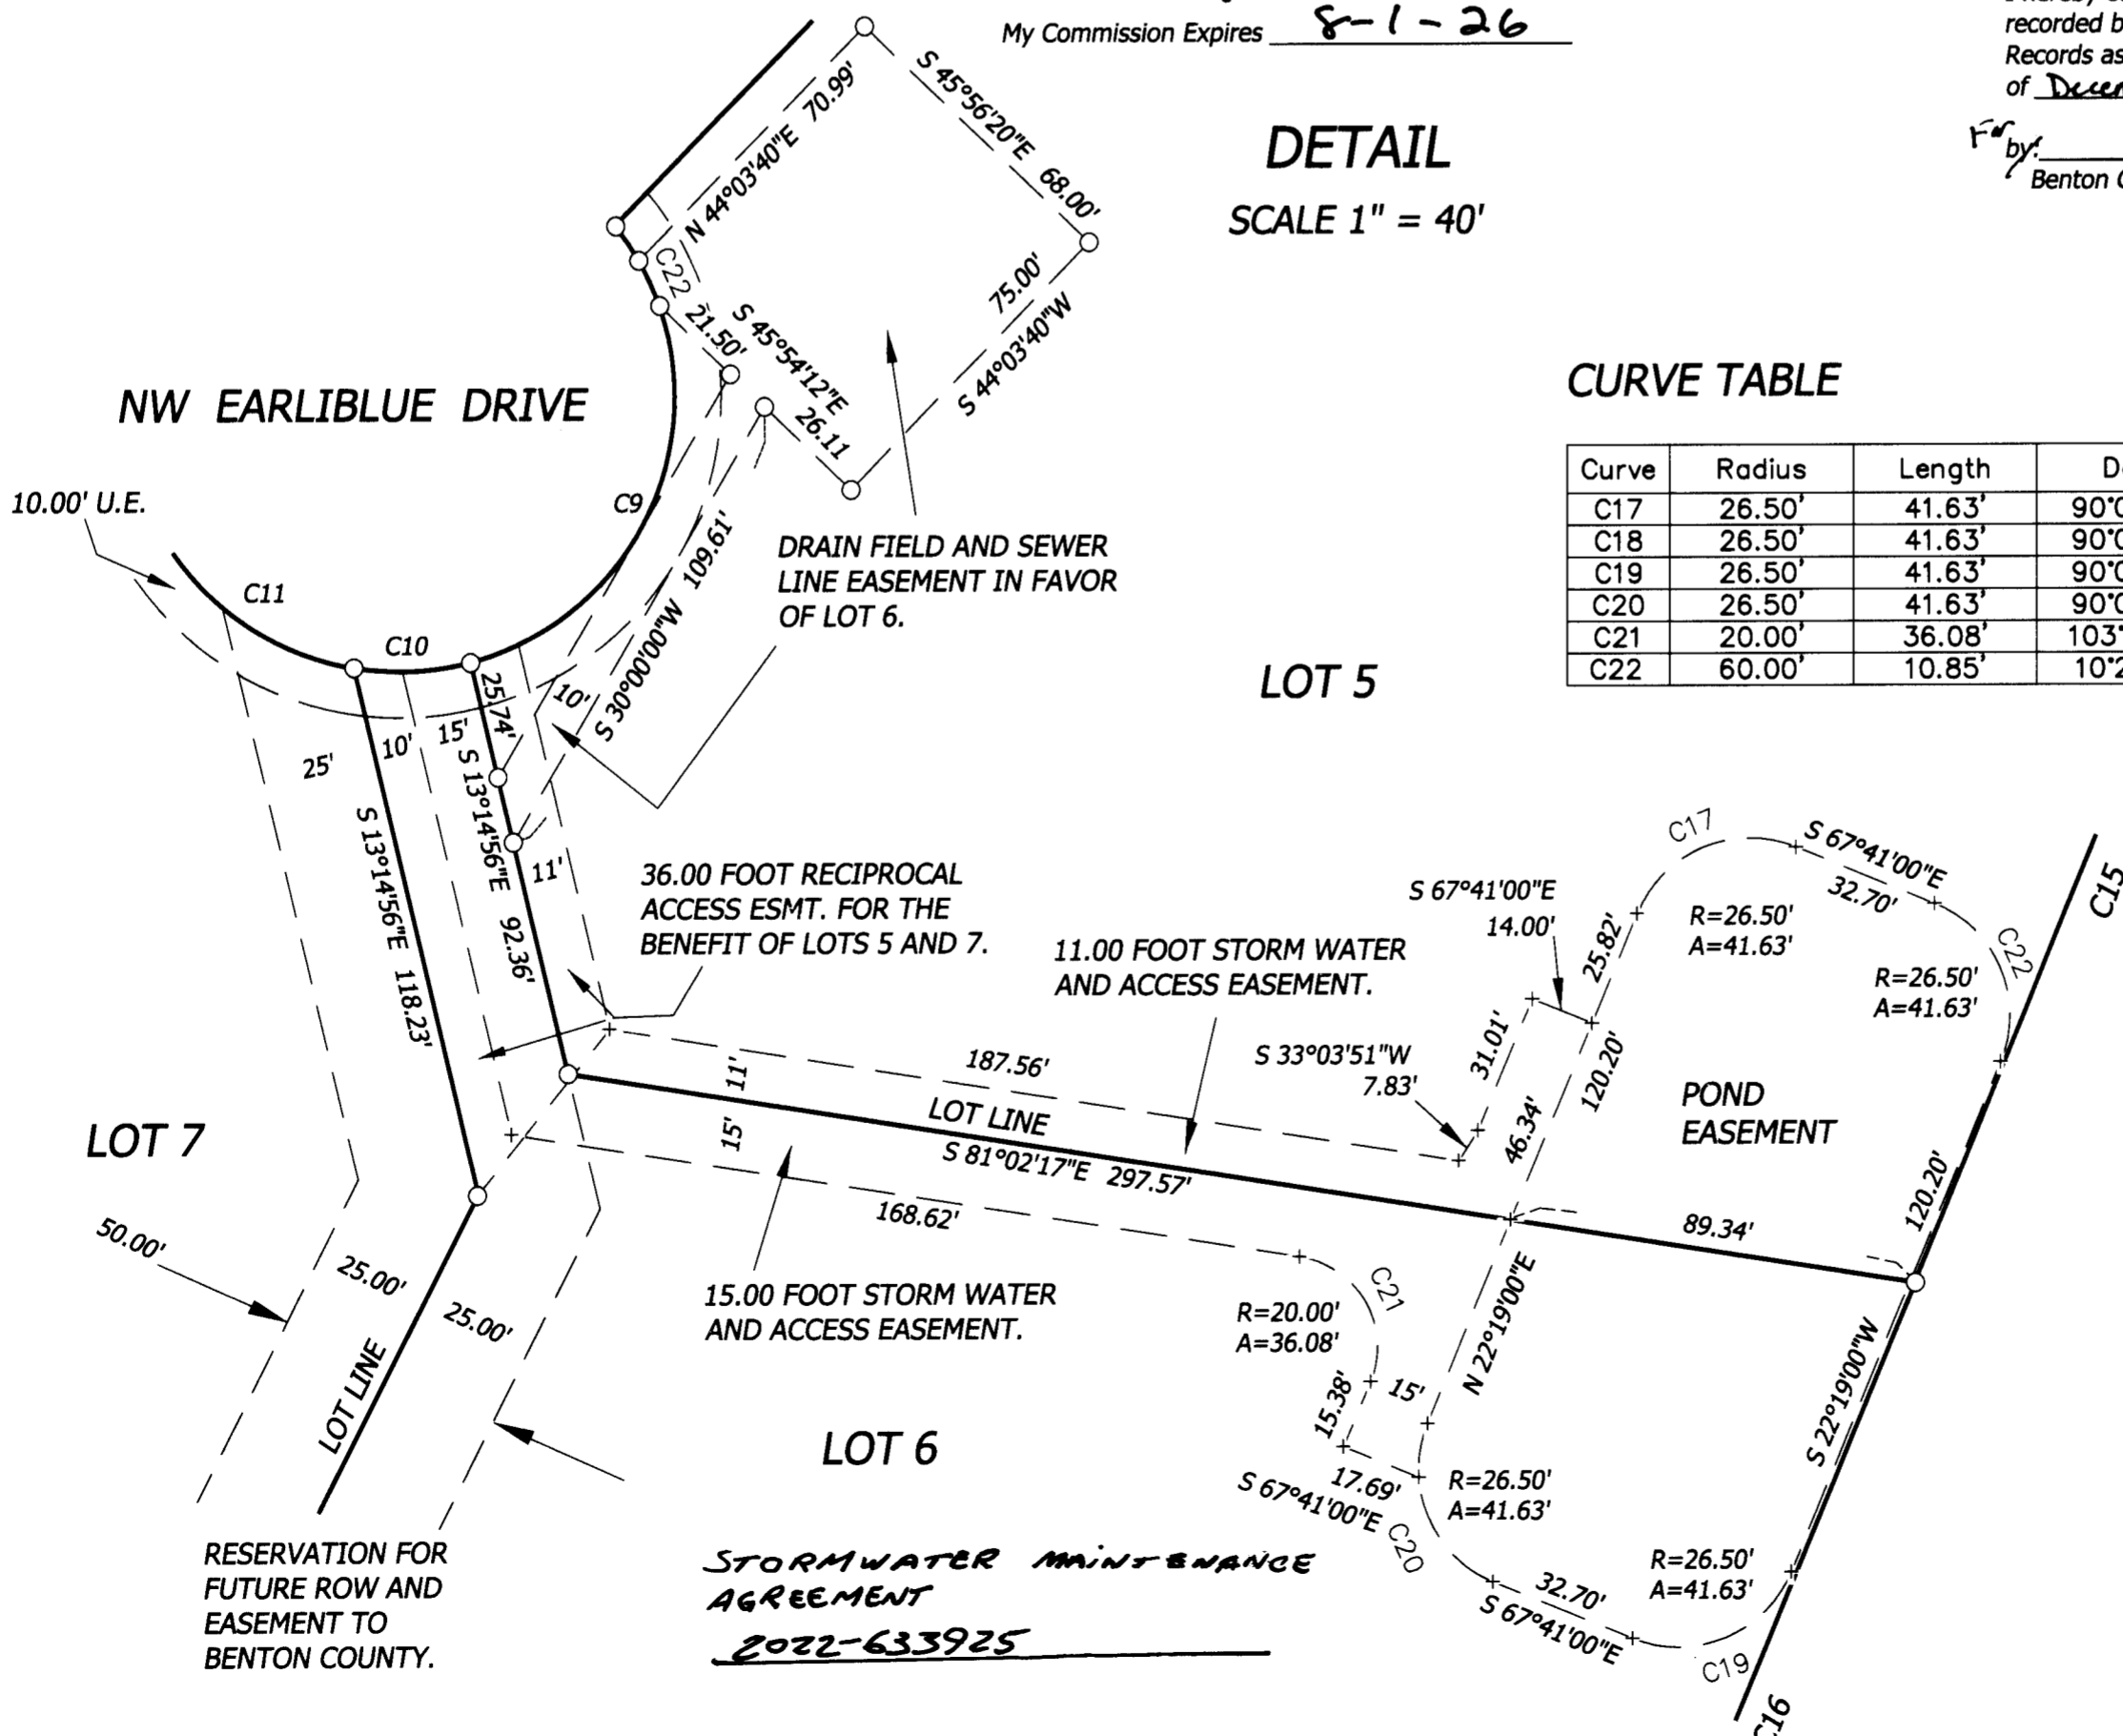 My Commission Expires 8-1-26
recorded b
Records as
of
by:
Benton C
DETAIL
SCALE 1" = 40'
N 44°03'40"E 70.99'
S 45°56'20"E 68.00'
75.00'
S 44°03'40"W
C22
21.50'
S 45°54'12"E
26.11
NW EARLIBLUE DRIVE
10.00' U.E.
C9
C11
C10
DRAIN FIELD AND SEWER
LINE EASEMENT IN FAVOR
OF LOT 6.
S 30°00'00"W 109.61'
CURVE TABLE
Curve Radius Length D
C17 26.50' 41.63' 90°0
C18 26.50' 41.63' 90°0
C19 26.50' 41.63' 90°0
C20 26.50' 41.63' 90°0
C21 20.00' 36.08' 103°
C22 60.00' 10.85' 10°2
LOT 5
25.74'
10'
15'
10'
25'
S 13°14'56"E 118.23'
S 13°14'56"E 92.36'
11'
36.00 FOOT RECIPROCAL
ACCESS ESMT. FOR THE
BENEFIT OF LOTS 5 AND 7.
11.00 FOOT STORM WATER
AND ACCESS EASEMENT.
S 67°41'00"E
14.00'
25.82'
C17
S 67°41'00"E
32.70'
R=26.50'
A=41.63'
C22
R=26.50'
A=41.63'
C15
187.56'
S 33°03'51"W
7.83'
31.01'
120.20'
46.34'
POND
EASEMENT
120.20'
11'
15'
LOT LINE
S 81°02'17"E 297.57'
89.34'
168.62'
LOT 7
50.00'
25.00'
25.00'
LOT LINE
15.00 FOOT STORM WATER
AND ACCESS EASEMENT.
C21
R=20.00'
A=36.08'
15.38'
15'
N 22°19'00"E
S 22°19'00"W
LOT 6
17.69'
S 67°41'00"E
C20
R=26.50'
A=41.63'
32.70'
S 67°41'00"E
R=26.50'
A=41.63'
C19
C16
RESERVATION FOR
FUTURE ROW AND
EASEMENT TO
BENTON COUNTY.
STORMWATER MAINTENANCE
AGREEMENT
2022-633925